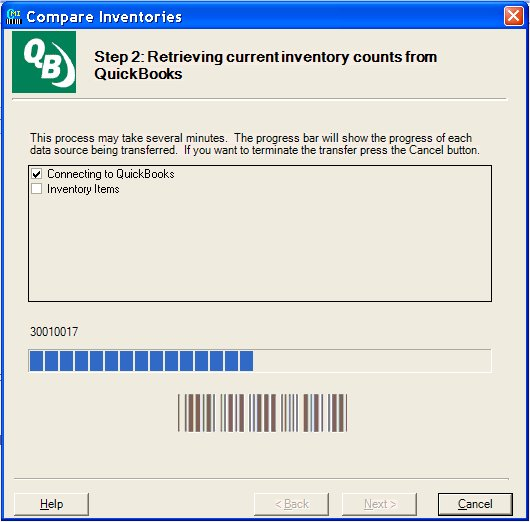 Compare Inventories
QB
Step 2: Retrieving current inventory counts from
QuickBooks
This process may take several minutes.  The progress bar will show the progress of each
data source being transferred.  If you want to terminate the transfer press the Cancel button.
Connecting to QuickBooks
Inventory Items
30010017
Help
< Back
Next >
Cancel